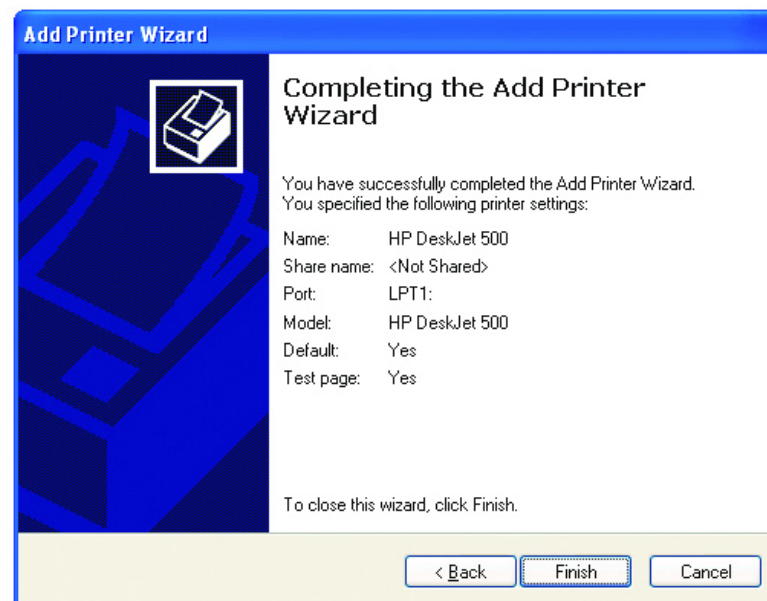 Add Printer Wizard
Completing the Add Printer
Wizard
You have successfully completed the Add Printer Wizard.
You specified the following printer settings:
Name: HP DeskJet 500
Share name: <Not Shared>
Port: LPT1:
Model: HP DeskJet 500
Default: Yes
Test page: Yes
To close this wizard, click Finish.
< Back Finish Cancel